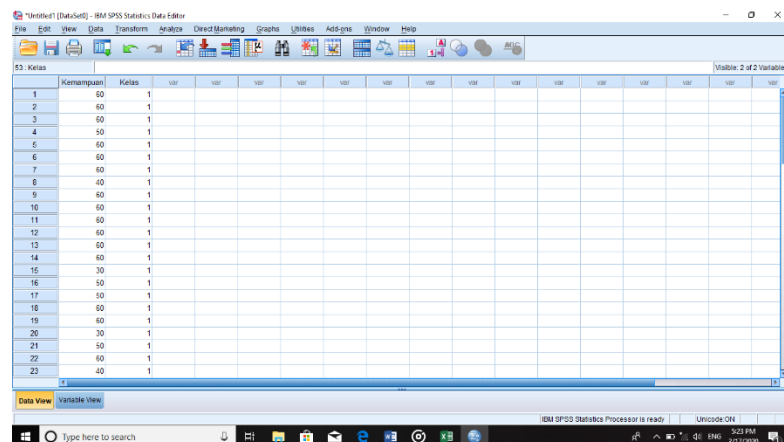 *Untitled1 [DataSet0] - IBM SPSS Statistics Data Editor
File Edit View Data Transform Analyze Direct Marketing Graphs Utilities Add-ons Window Help
53 : Kelas Visible: 2 of 2 Variable
Kemampuan Kelas var var var var var var var var var var var var var
1 60 1
2 60 1
3 60 1
4 50 1
5 60 1
6 60 1
7 60 1
8 40 1
9 60 1
10 60 1
11 60 1
12 60 1
13 60 1
14 60 1
15 30 1
16 50 1
17 50 1
18 60 1
19 60 1
20 30 1
21 50 1
22 60 1
23 40 1
Data View Variable View
IBM SPSS Statistics Processor is ready Unicode:ON
Type here to search ENG 5:23 PM
2/17/2020